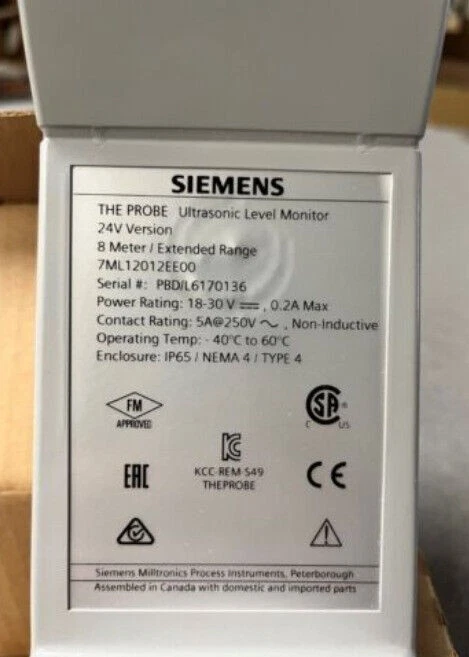 SIEMENS
THE PROBE Ultrasonic Level Monitor
24V Version
8 Meter / Extended Range
7ML12012EE00
Serial #: PBD/L6170136
Power Rating: 18-30 V ⎓, 0.2A Max
Contact Rating: 5A@250V ～, Non-Inductive
Operating Temp: - 40°C to 60°C
Enclosure: IP65 / NEMA 4 / TYPE 4
FM
APPROVED
SA ®
C US
KC
KCC-REM-S49
THEPROBE
EAC
CE
Siemens Milltronics Process Instruments, Peterborough
Assembled in Canada with domestic and imported parts